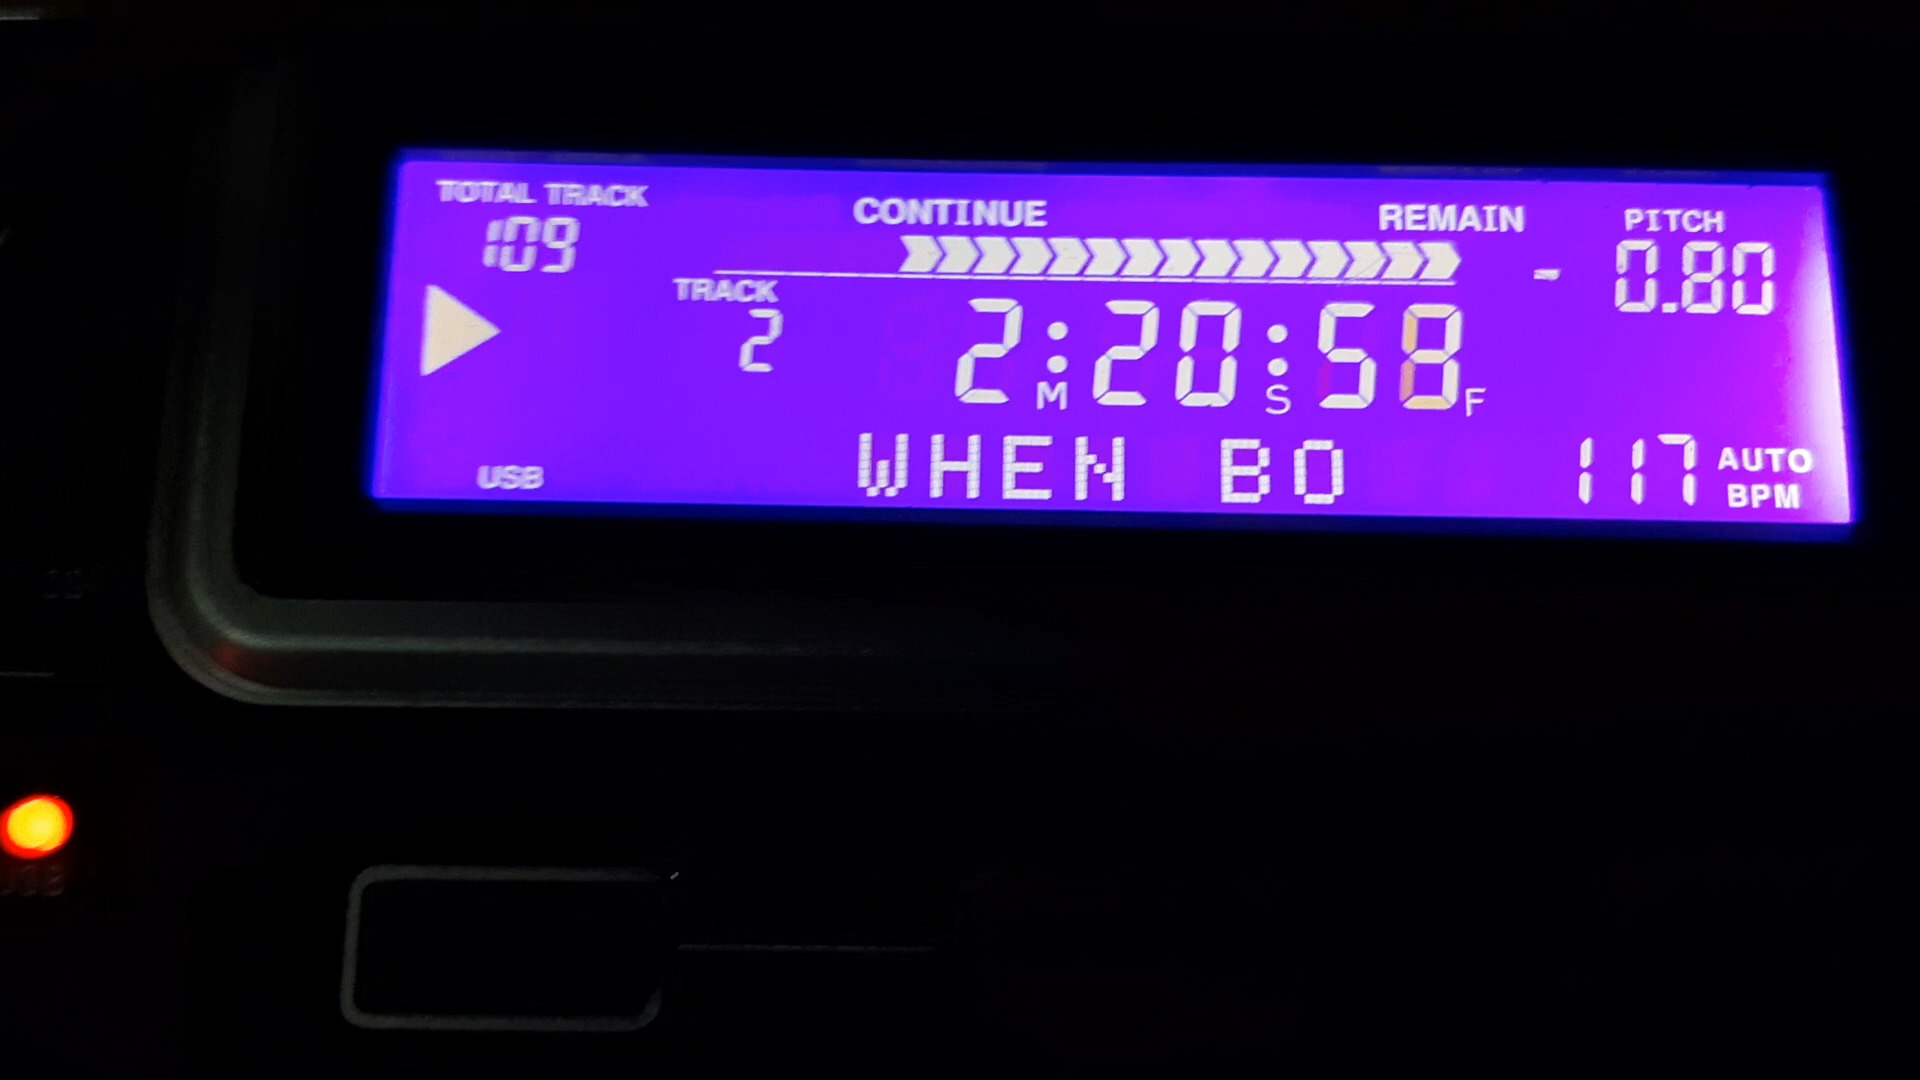 TOTAL TRACK
109
CONTINUE
REMAIN
PITCH
- 0.80
TRACK
2
2:20:58
M S F
WHEN BO
117 AUTO
BPM
USB